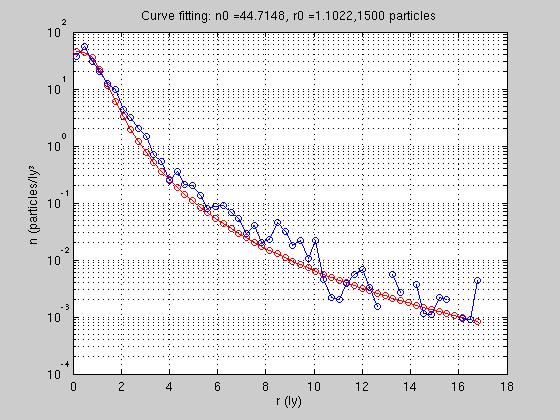 Curve fitting: n0 =44.7148, r0 =1.1022,1500 particles
10^2
10^1
10^0
10^-1
10^-2
10^-3
10^-4
n (particles/ly³
0 2 4 6 8 10 12 14 16 18
r (ly)